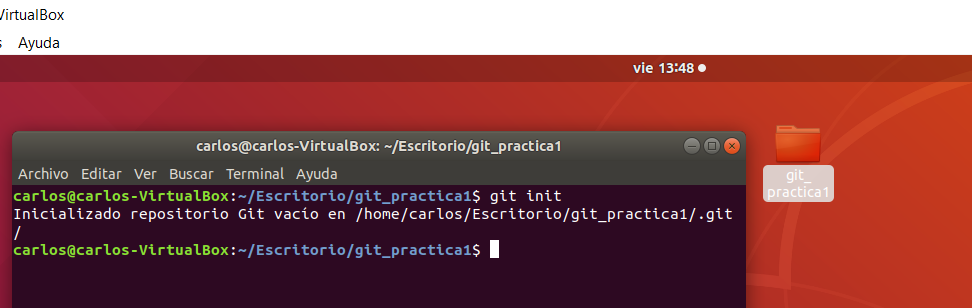 VirtualBox
s Ayuda
vie 13:48
carlos@carlos-VirtualBox: ~/Escritorio/git_practica1
Archivo Editar Ver Buscar Terminal Ayuda
carlos@carlos-VirtualBox:~/Escritorio/git_practica1$ git init
Inicializado repositorio Git vacío en /home/carlos/Escritorio/git_practica1/.git
/
carlos@carlos-VirtualBox:~/Escritorio/git_practica1$
git_
practica1